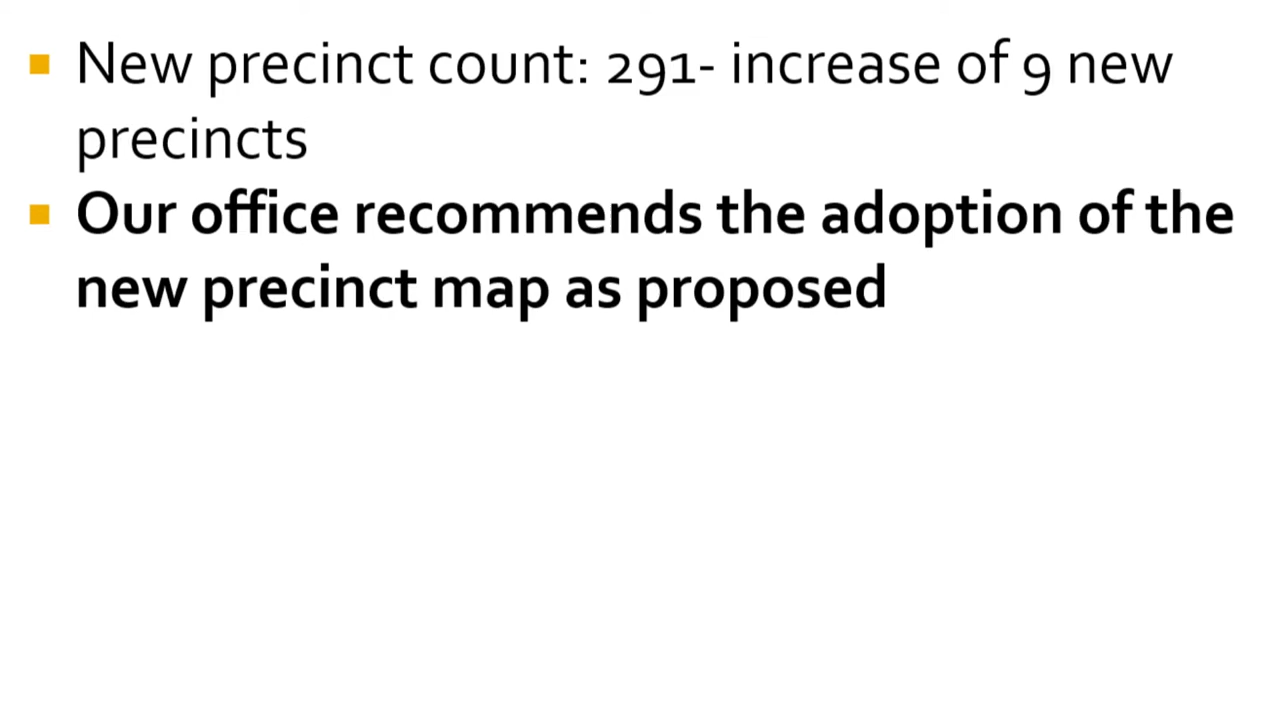 New precinct count: 291- increase of 9 new
precincts
Our office recommends the adoption of the
new precinct map as proposed